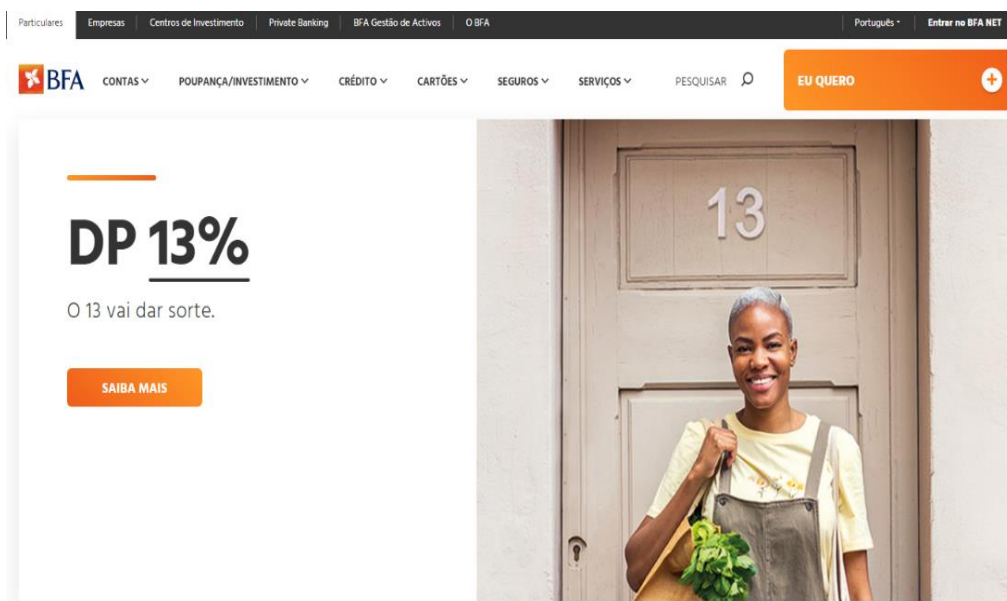 Particulares Empresas Centros de Investimento Private Banking BFA Gestão de Activos O BFA Português Entrar no BFA NET
BFA CONTAS POUPANÇA/INVESTIMENTO CRÉDITO CARTÕES SEGUROS SERVIÇOS PESQUISAR EU QUERO
DP 13%
O 13 vai dar sorte.
SAIBA MAIS
13